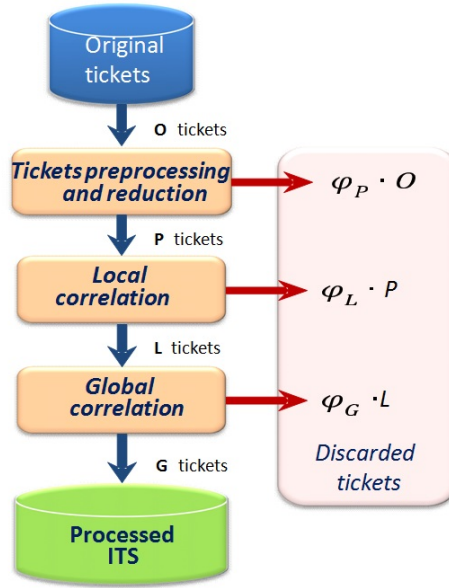 Original
tickets
O tickets
Tickets preprocessing
and reduction
φP · O
P tickets
Local
correlation
φL · P
L tickets
Global
correlation
φG · L
G tickets
Discarded
tickets
Processed
ITS